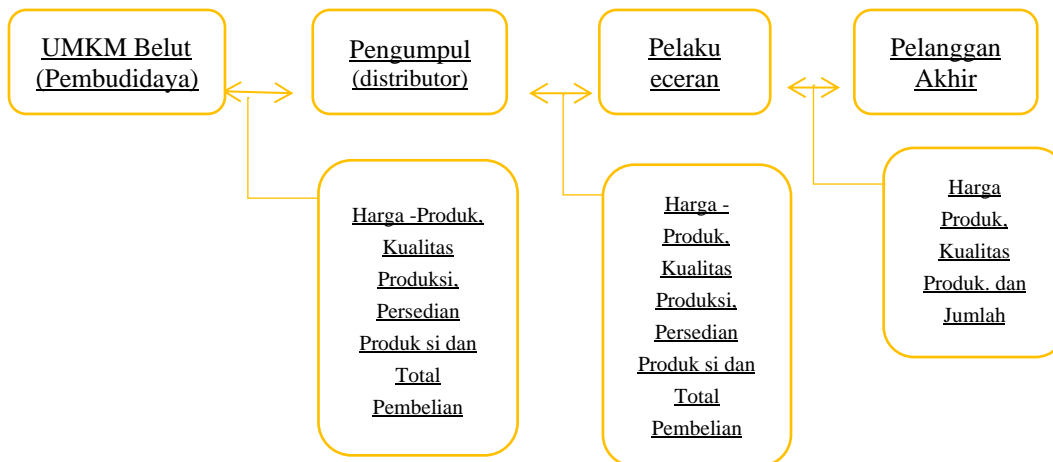 UMKM Belut
(Pembudidaya)
Pengumpul
(distributor)
Pelaku
eceran
Pelanggan
Akhir
Harga -Produk,
Kualitas
Produksi,
Persedian
Produk si dan
Total
Pembelian
Harga -
Produk,
Kualitas
Produksi,
Persedian
Produk si dan
Total
Pembelian
Harga
Produk,
Kualitas
Produk. dan
Jumlah